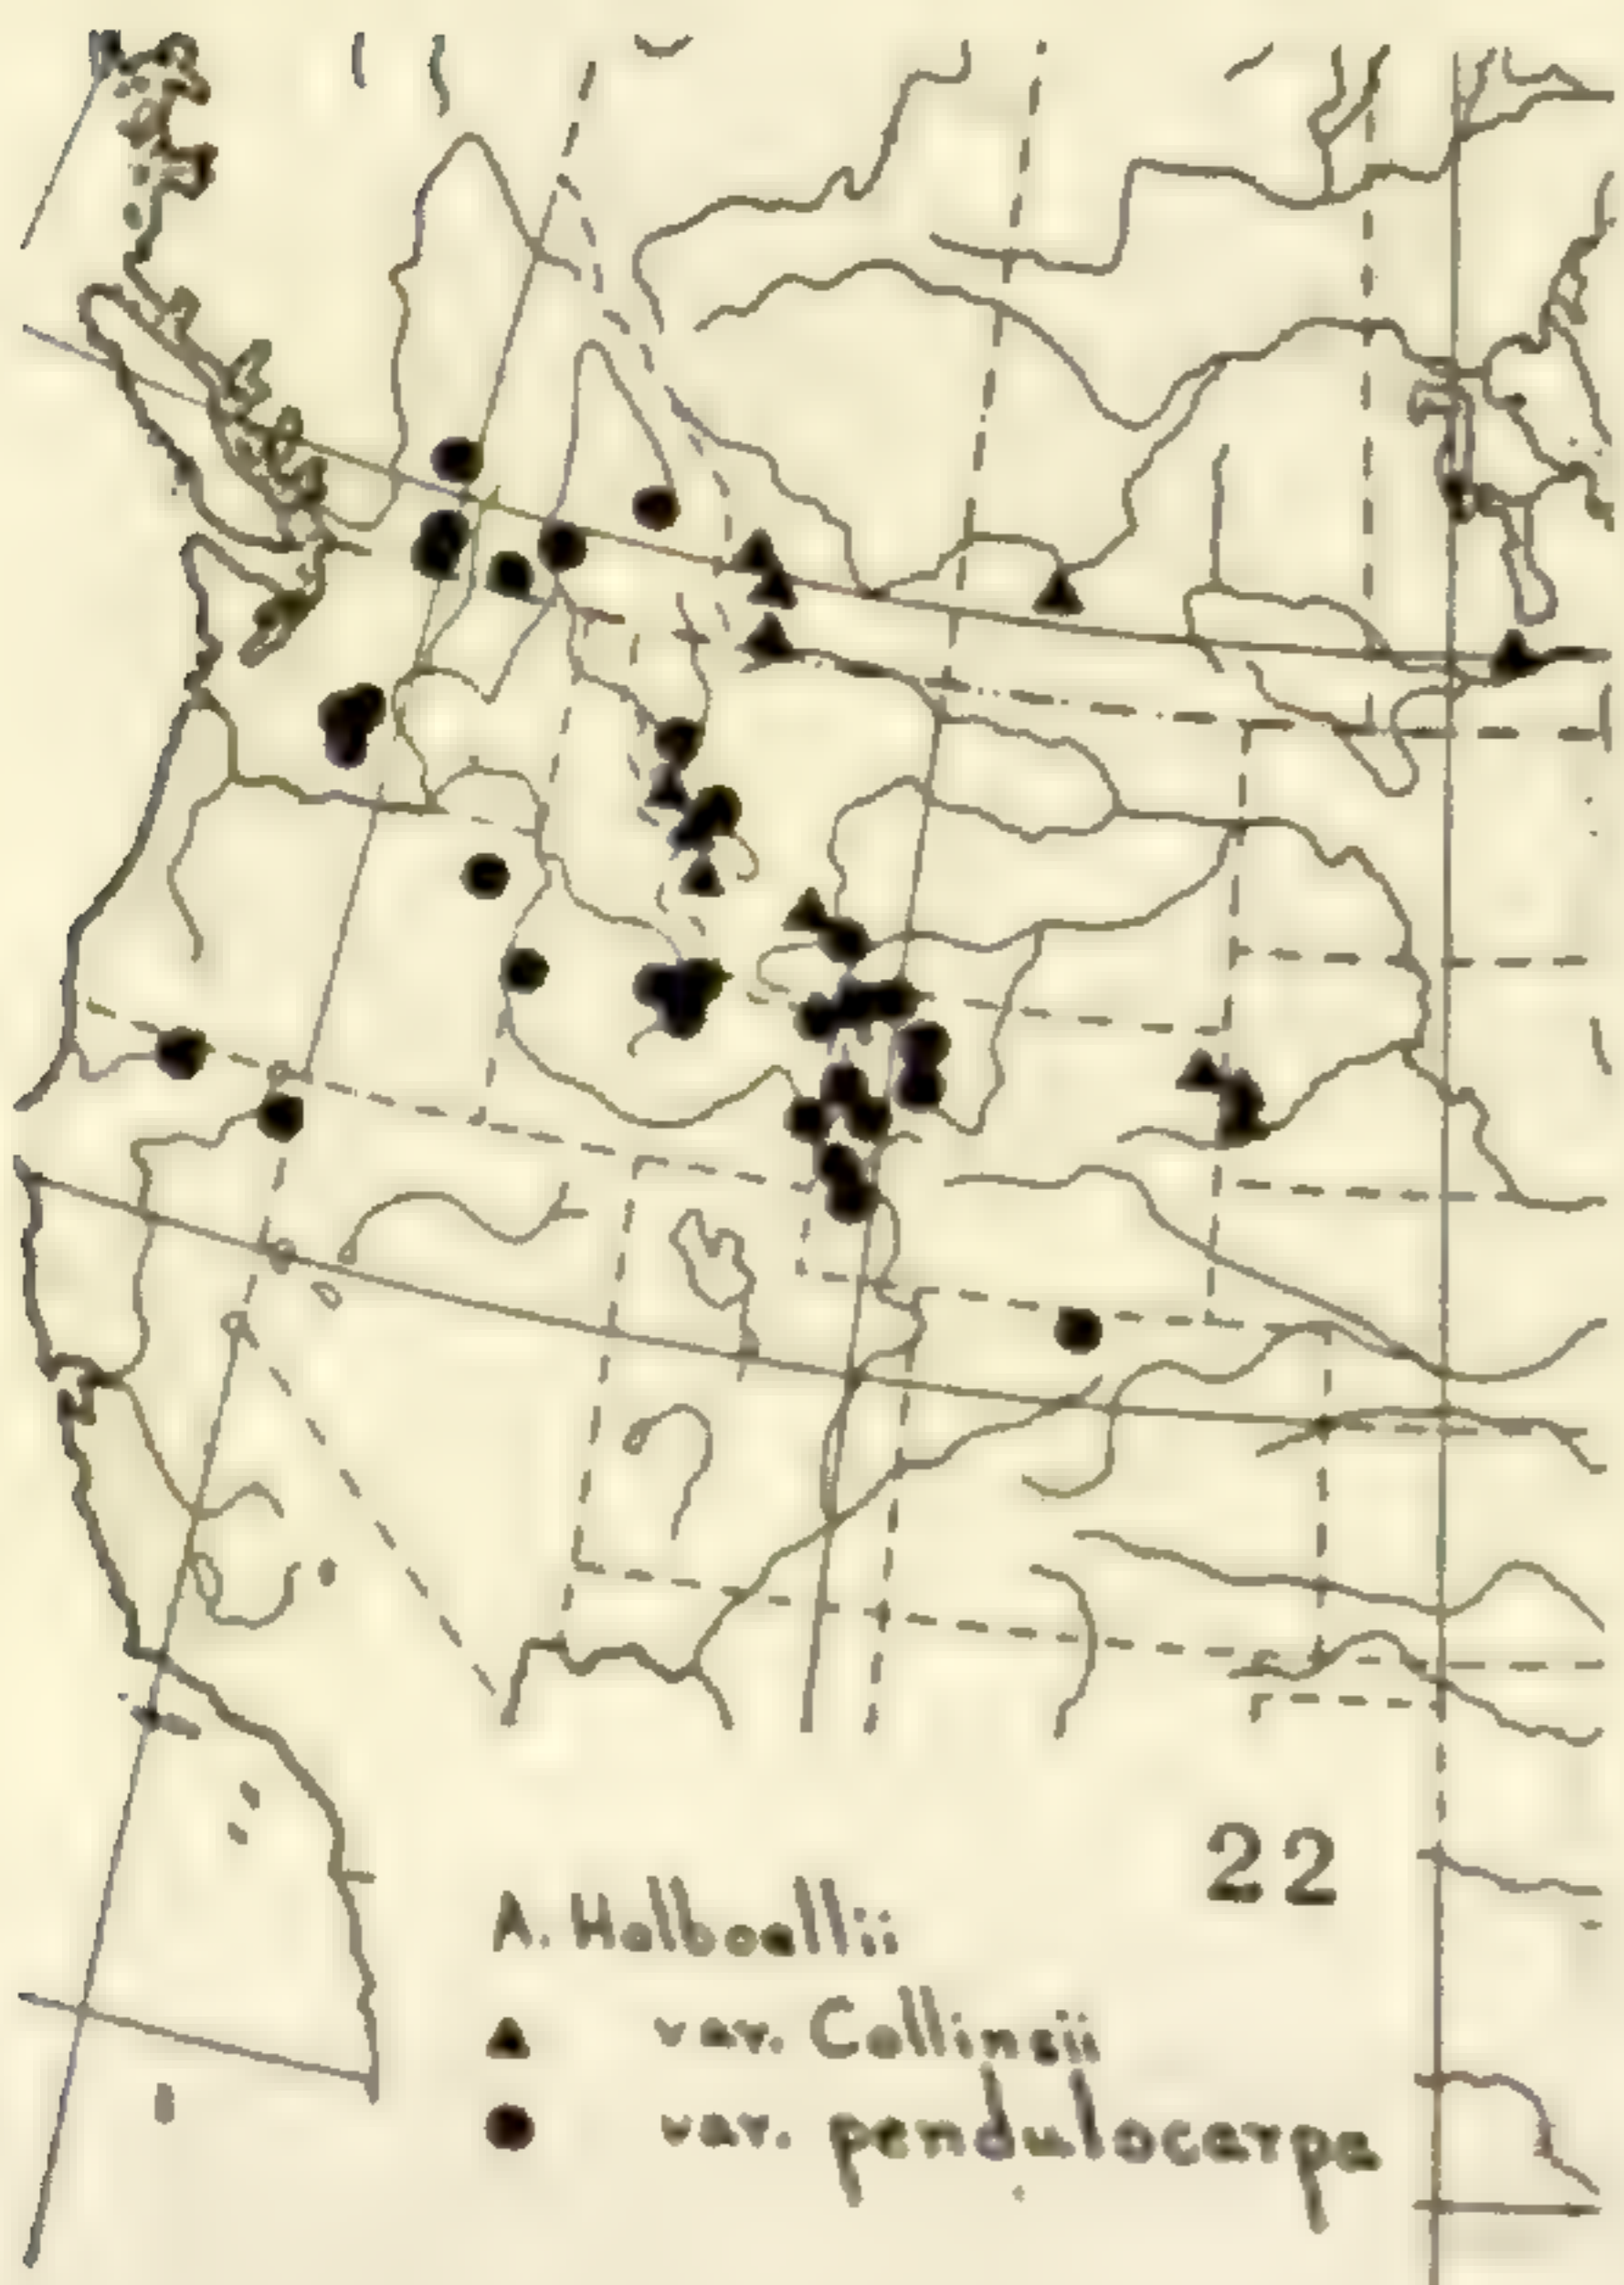 22
A. Holboellii
▲ var. Collinsii
● var. pendulocarpa